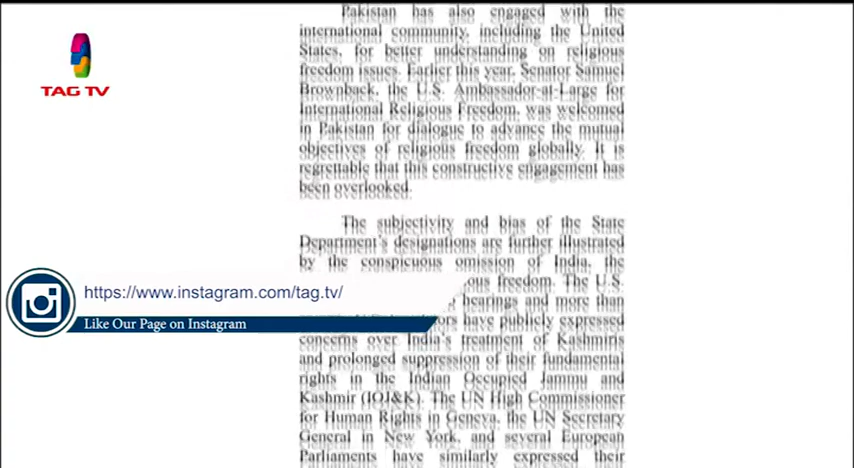 Pakistan has also engaged with the
international community, including the United
States, for better understanding on religious
freedom issues. Earlier this year, Senator Samuel
Brownback, the U.S. Ambassador-at-Large for
International Religious Freedom, was welcomed
in Pakistan for dialogue to advance the mutual
objectives of religious freedom globally. It is
regrettable that this constructive engagement has
been overlooked.
The subjectivity and bias of the State
Department's designations are further illustrated
by the conspicuous omission of India, the
freedom. The U.S.
hearings and more than
have publicly expressed
concerns over India's treatment of Kashmiris
and prolonged suppression of their fundamental
rights in the Indian Occupied Jammu and
Kashmir (IOJ&K). The UN High Commissioner
for Human Rights in Geneva, the UN Secretary
General in New York, and several European
Parliaments have similarly expressed their
TAG TV
https://www.instagram.com/tag.tv/
Like Our Page on Instagram